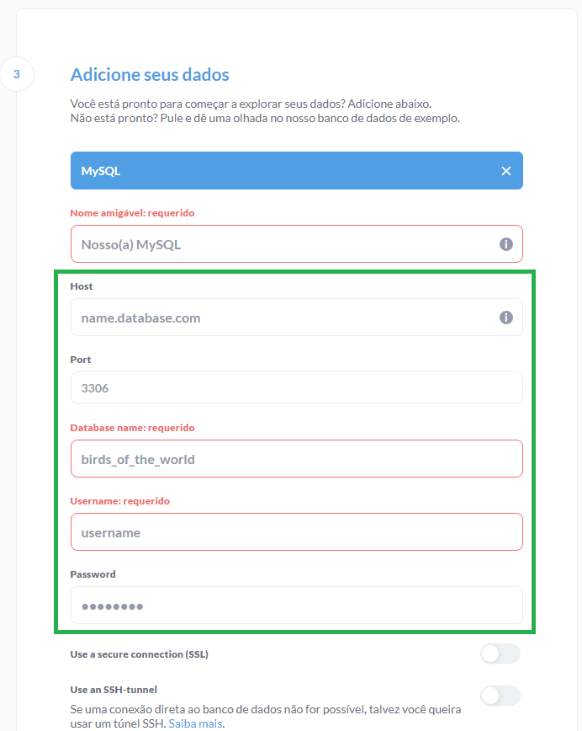 3
Adicione seus dados
Você está pronto para começar a explorar seus dados? Adicione abaixo.
Não está pronto? Pule e dê uma olhada no nosso banco de dados de exemplo.
MySQL
Nome amigável: requerido
Nosso(a) MySQL
Host
name.database.com
Port
3306
Database name: requerido
birds_of_the_world
Username: requerido
username
Password
••••••••
Use a secure connection (SSL)
Use an SSH-tunnel
Se uma conexão direta ao banco de dados não for possível, talvez você queira
usar um túnel SSH. Saiba mais.